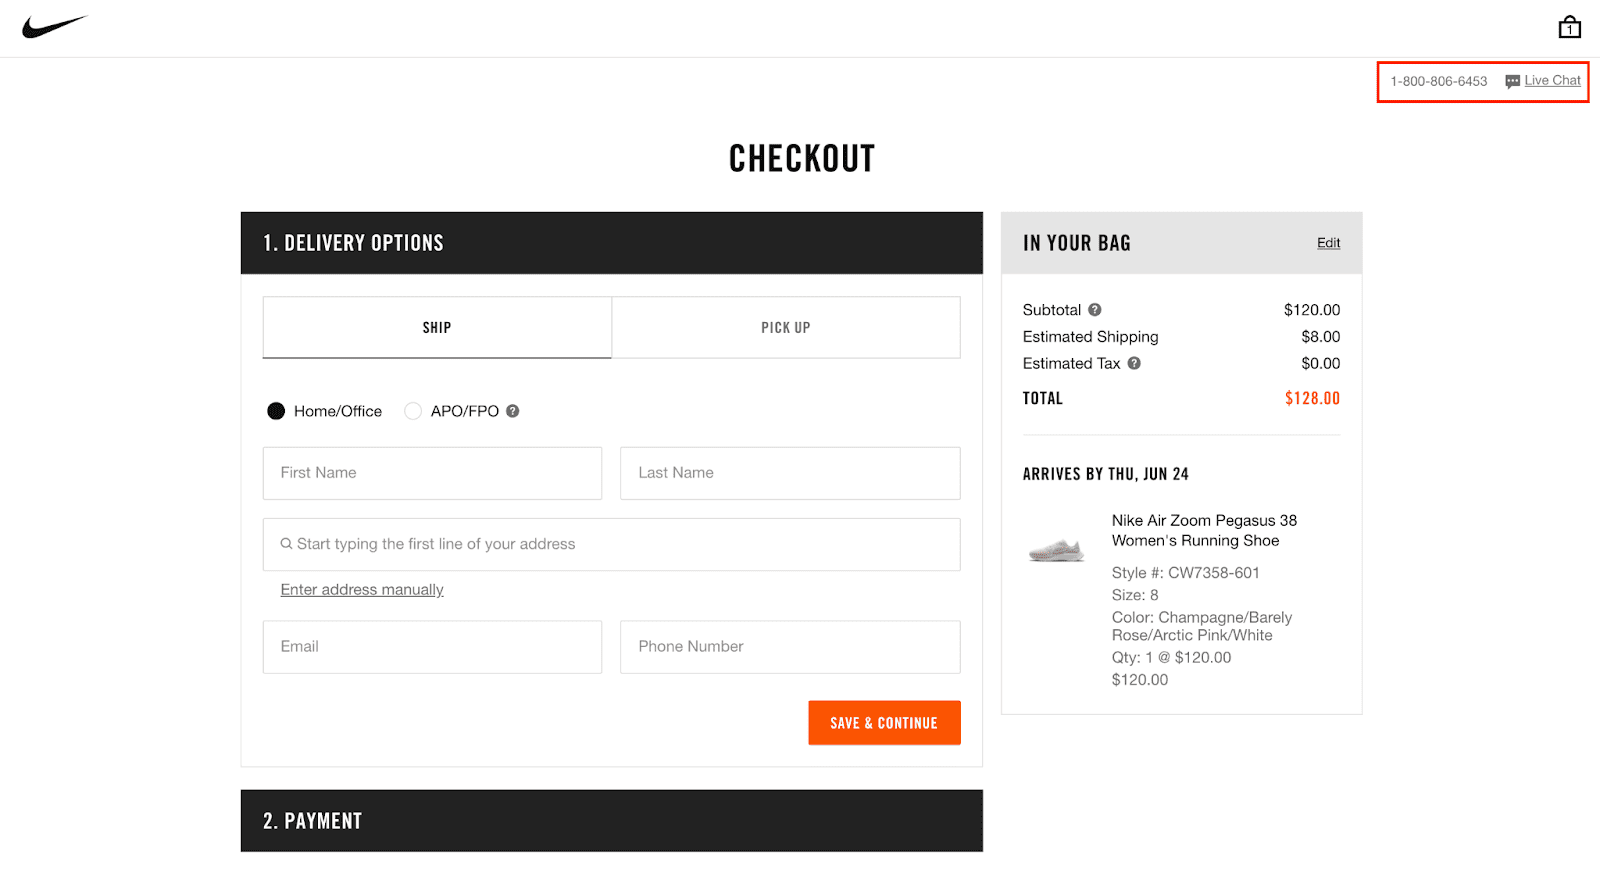 1
1-800-806-6453 Live Chat
CHECKOUT
1. DELIVERY OPTIONS
SHIP
PICK UP
Home/Office
APO/FPO ?
First Name
Last Name
Start typing the first line of your address
Enter address manually
Email
Phone Number
SAVE & CONTINUE
2. PAYMENT
IN YOUR BAG
Edit
Subtotal ? $120.00
Estimated Shipping $8.00
Estimated Tax ? $0.00
TOTAL $128.00
ARRIVES BY THU, JUN 24
Nike Air Zoom Pegasus 38
Women's Running Shoe
Style #: CW7358-601
Size: 8
Color: Champagne/Barely
Rose/Arctic Pink/White
Qty: 1 @ $120.00
$120.00